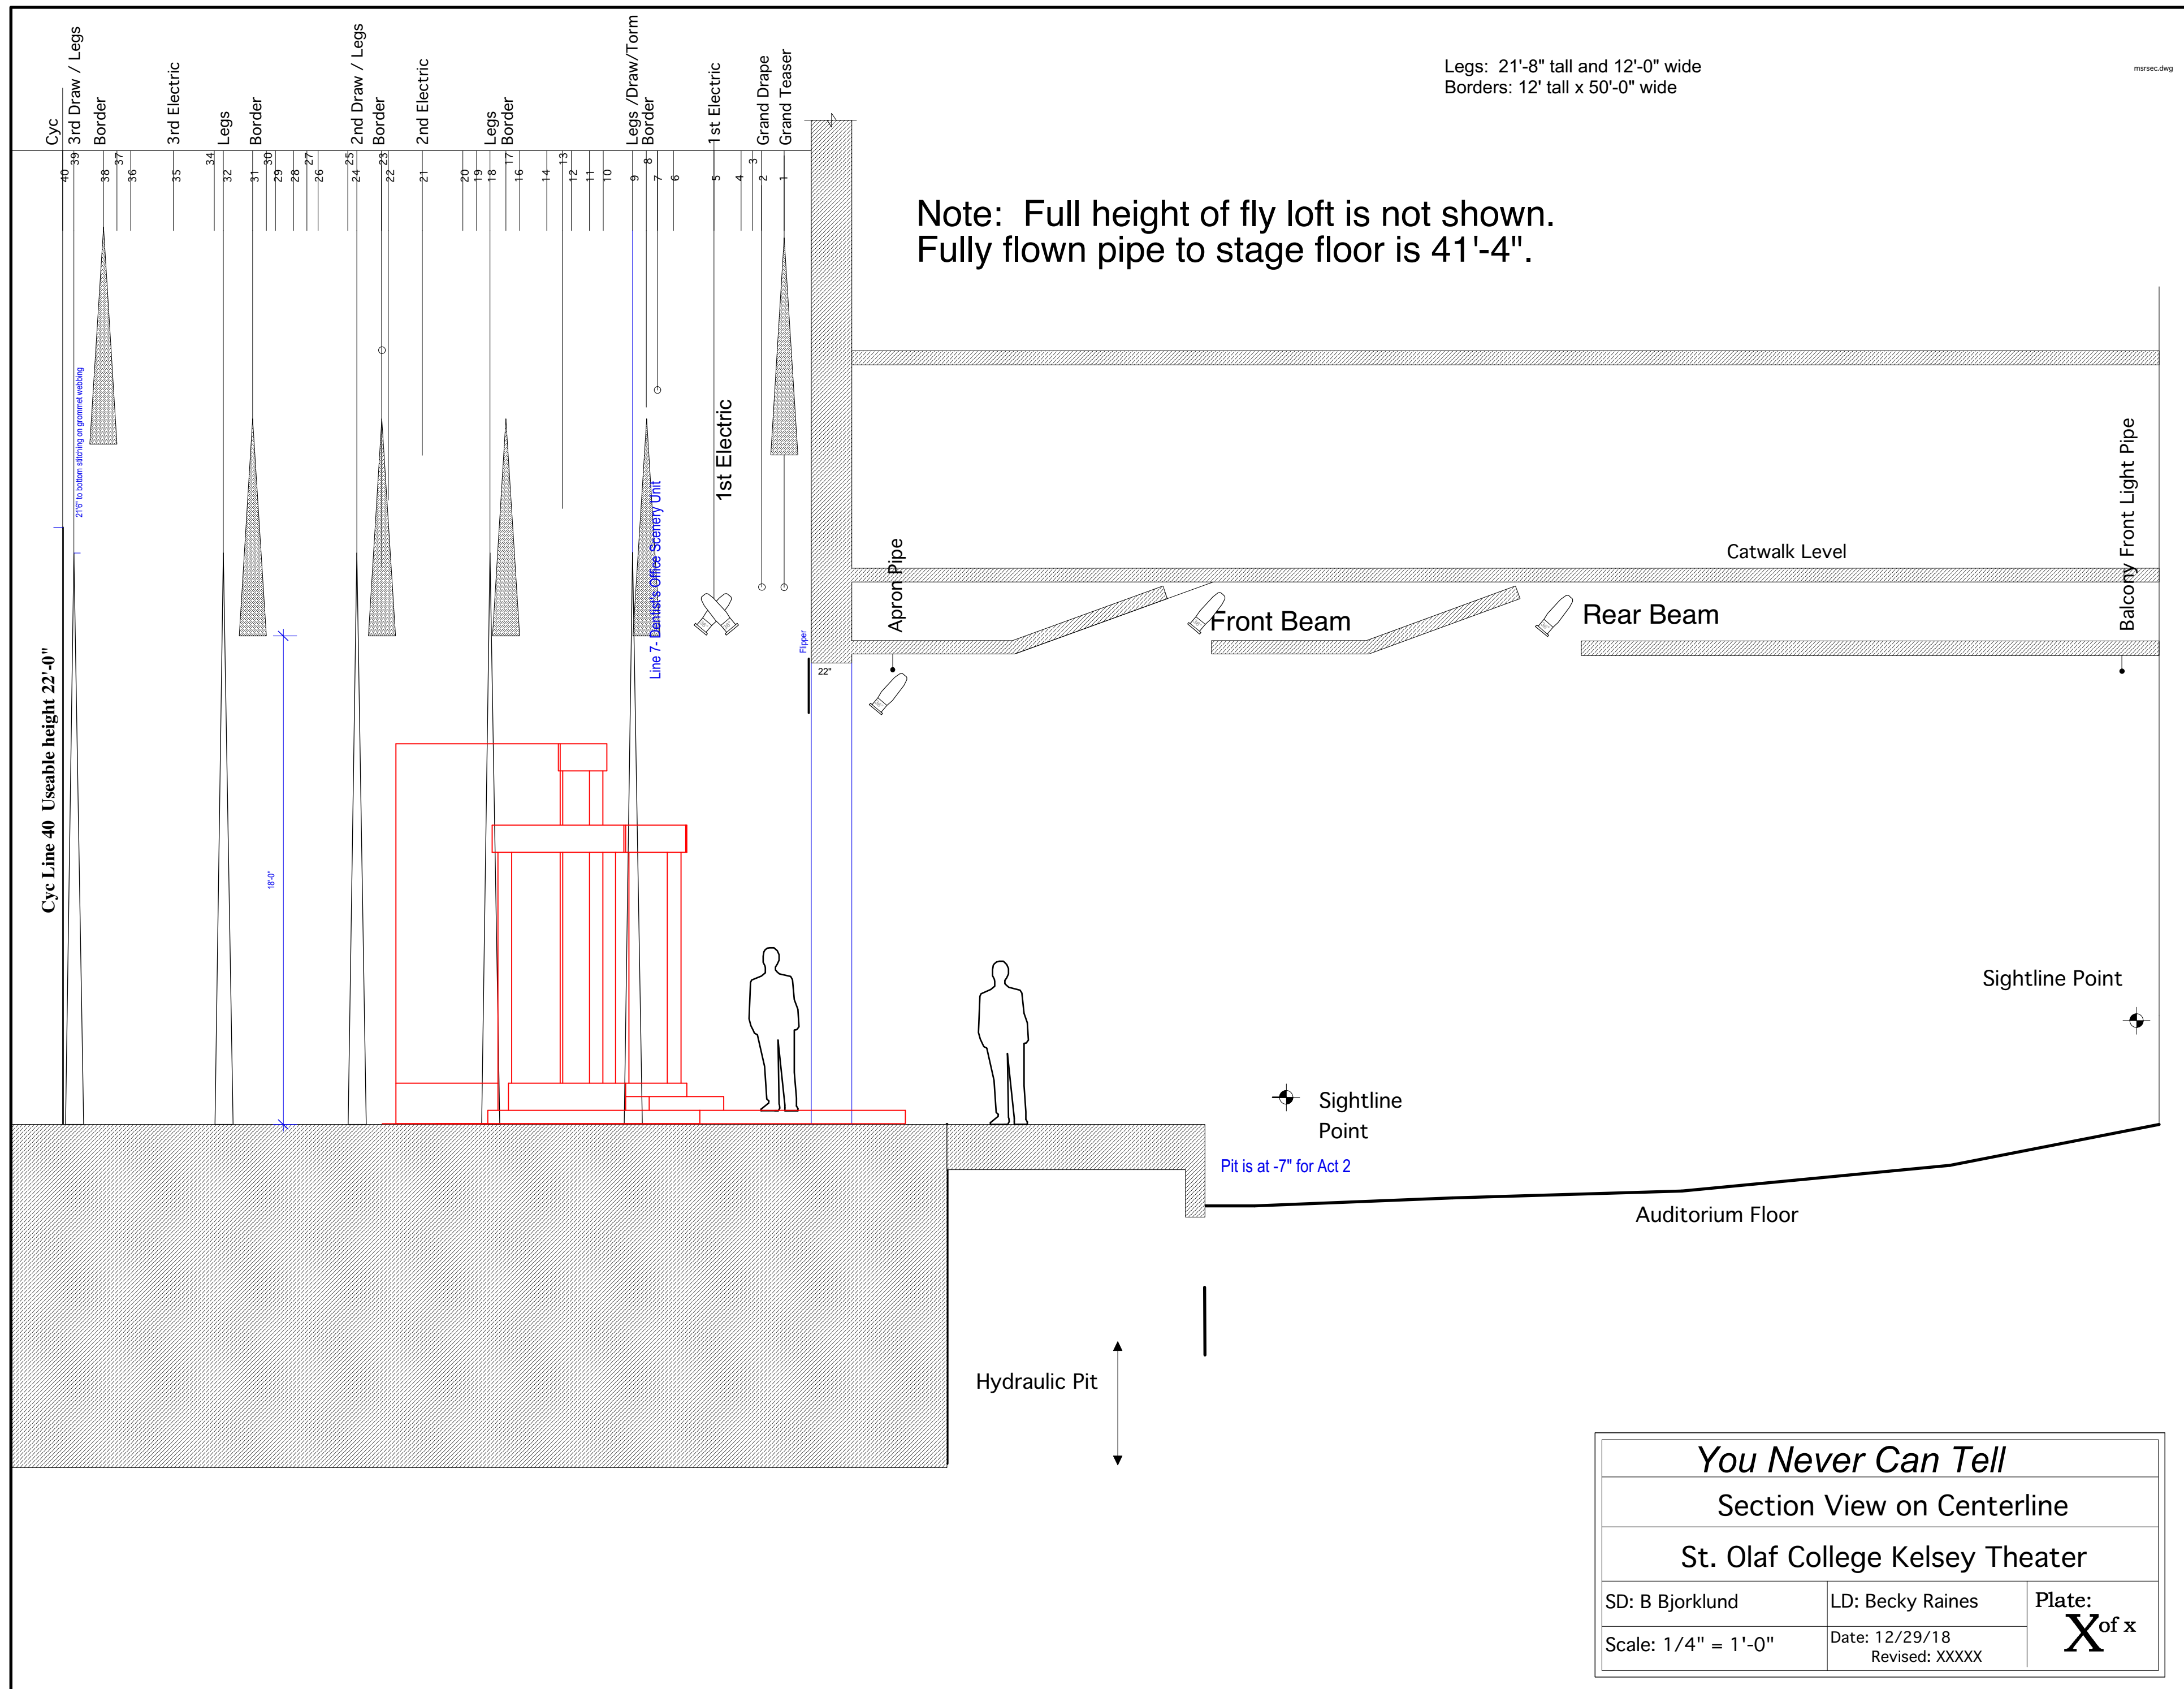 Cyc
3rd Draw / Legs
Border
3rd Electric
Legs
Border
2nd Draw / Legs
Border
2nd Electric
Legs
Border
Legs /Draw/Torm
Border
1st Electric
Grand Drape
Grand Teaser
40
39
38
37
36
35
34
32
31
30
29
28
27
26
25
24
23
22
21
20
19
18
17
16
14
13
12
11
10
9
8
7
6
5
4
3
2
1
Legs:  21'-8" tall and 12'-0" wide
Borders: 12' tall x 50'-0" wide
msrsec.dwg
Note:  Full height of fly loft is not shown.
Fully flown pipe to stage floor is 41'-4".
21'6" to bottom stitching on grommet webbing
Cyc Line 40  Useable height 22'-0"
18'-0"
Line 7- Dentist's Office Scenery Unit
1st Electric
Flipper
22"
Apron Pipe
Front Beam
Rear Beam
Catwalk Level
Balcony Front Light Pipe
Sightline Point
Sightline
Point
Pit is at -7" for Act 2
Auditorium Floor
Hydraulic Pit
You Never Can Tell
Section View on Centerline
St. Olaf College Kelsey Theater
SD: B Bjorklund
LD: Becky Raines
Plate:
X of x
Scale: 1/4" = 1'-0"
Date: 12/29/18
Revised: XXXXX